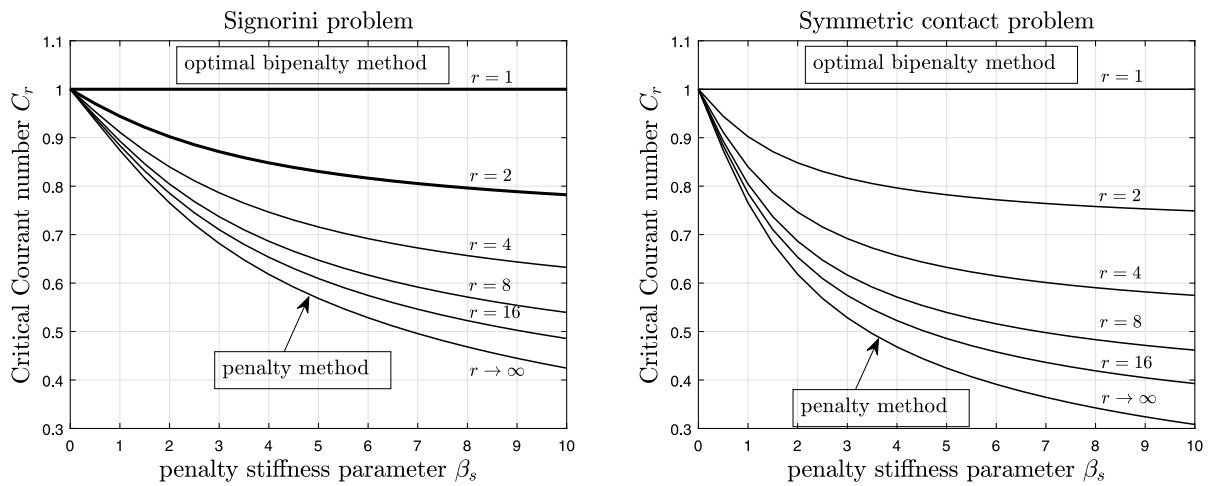 Signorini problem
1.1
1
0.9
0.8
0.7
0.6
0.5
0.4
0.3
Critical Courant number C_r
optimal bipenalty method
r = 1
r = 2
r = 4
r = 8
r = 16
r → ∞
penalty method
0 1 2 3 4 5 6 7 8 9 10
penalty stiffness parameter β_s
Symmetric contact problem
1.1
1
0.9
0.8
0.7
0.6
0.5
0.4
0.3
Critical Courant number C_r
optimal bipenalty method
r = 1
r = 2
r = 4
r = 8
r = 16
r → ∞
penalty method
0 1 2 3 4 5 6 7 8 9 10
penalty stiffness parameter β_s